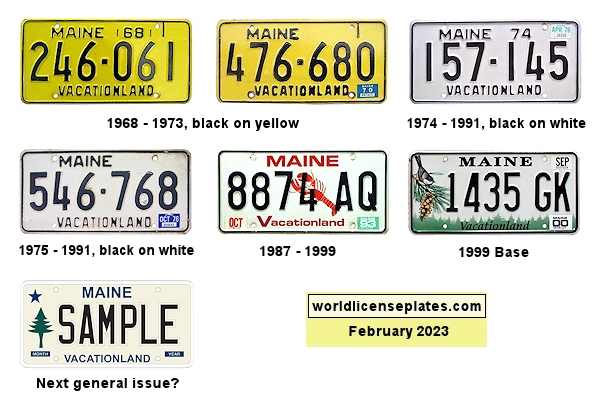 MAINE 68
246·061
VACATIONLAND
MAINE
476-680
VACATIONLAND
70
MAINE 74
APR 76
157-145
VACATIONLAND
1968 - 1973, black on yellow
1974 - 1991, black on white
MAINE
546-768
VACATIONLAND
OCT 76
MAINE
8874 AQ
OCT
Vacationland
93
MAINE
SEP
1435 GK
Vacationland
MAINE
00
1975 - 1991, black on white
1987 - 1999
1999 Base
MAINE
SAMPLE
MONTH
VACATIONLAND
YEAR
worldlicenseplates.com
February 2023
Next general issue?